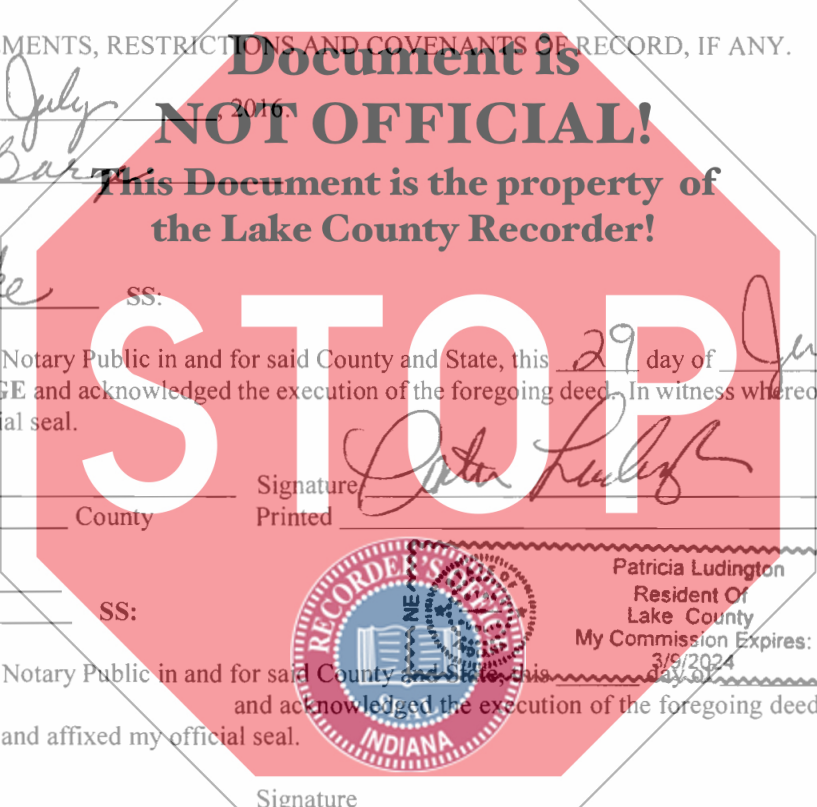 MENTS, RESTRICTIONS AND COVENANTS OF RECORD, IF ANY.
Document is
July, 2016.
NOT OFFICIAL!
This Document is the property of
the Lake County Recorder!
SS:
STOP
Notary Public in and for said County and State, this 29 day of
GE and acknowledged the execution of the foregoing deed. In witness whereo
ial seal.
Signature
County Printed
RECORDER'S OFFICE
SEAL
INDIANA
NE
Patricia Ludington
Resident Of
Lake County
My Commission Expires:
3/9/2024
SS:
Notary Public in and for said County and State, this day of
and acknowledged the execution of the foregoing deed
and affixed my official seal.
Signature